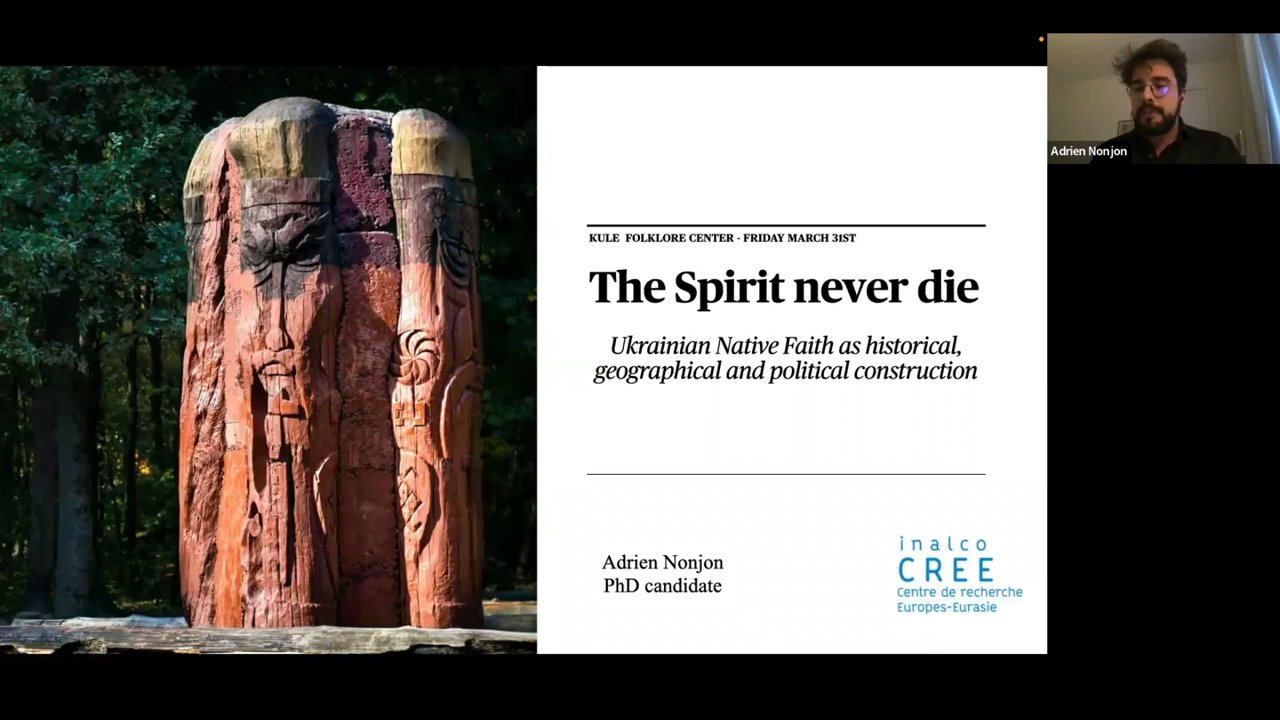 KULE FOLKLORE CENTER - FRIDAY MARCH 31ST
The Spirit never die
Ukrainian Native Faith as historical,
geographical and political construction
Adrien Nonjon
PhD candidate
inalco
CREE
Centre de recherche
Europes-Eurasie
Adrien Nonjon